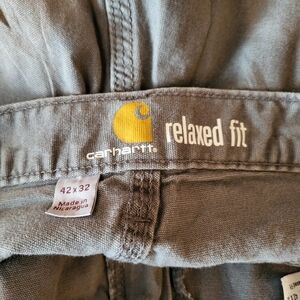 carhartt®
relaxed fit
42x32
Made in
Nicaragua